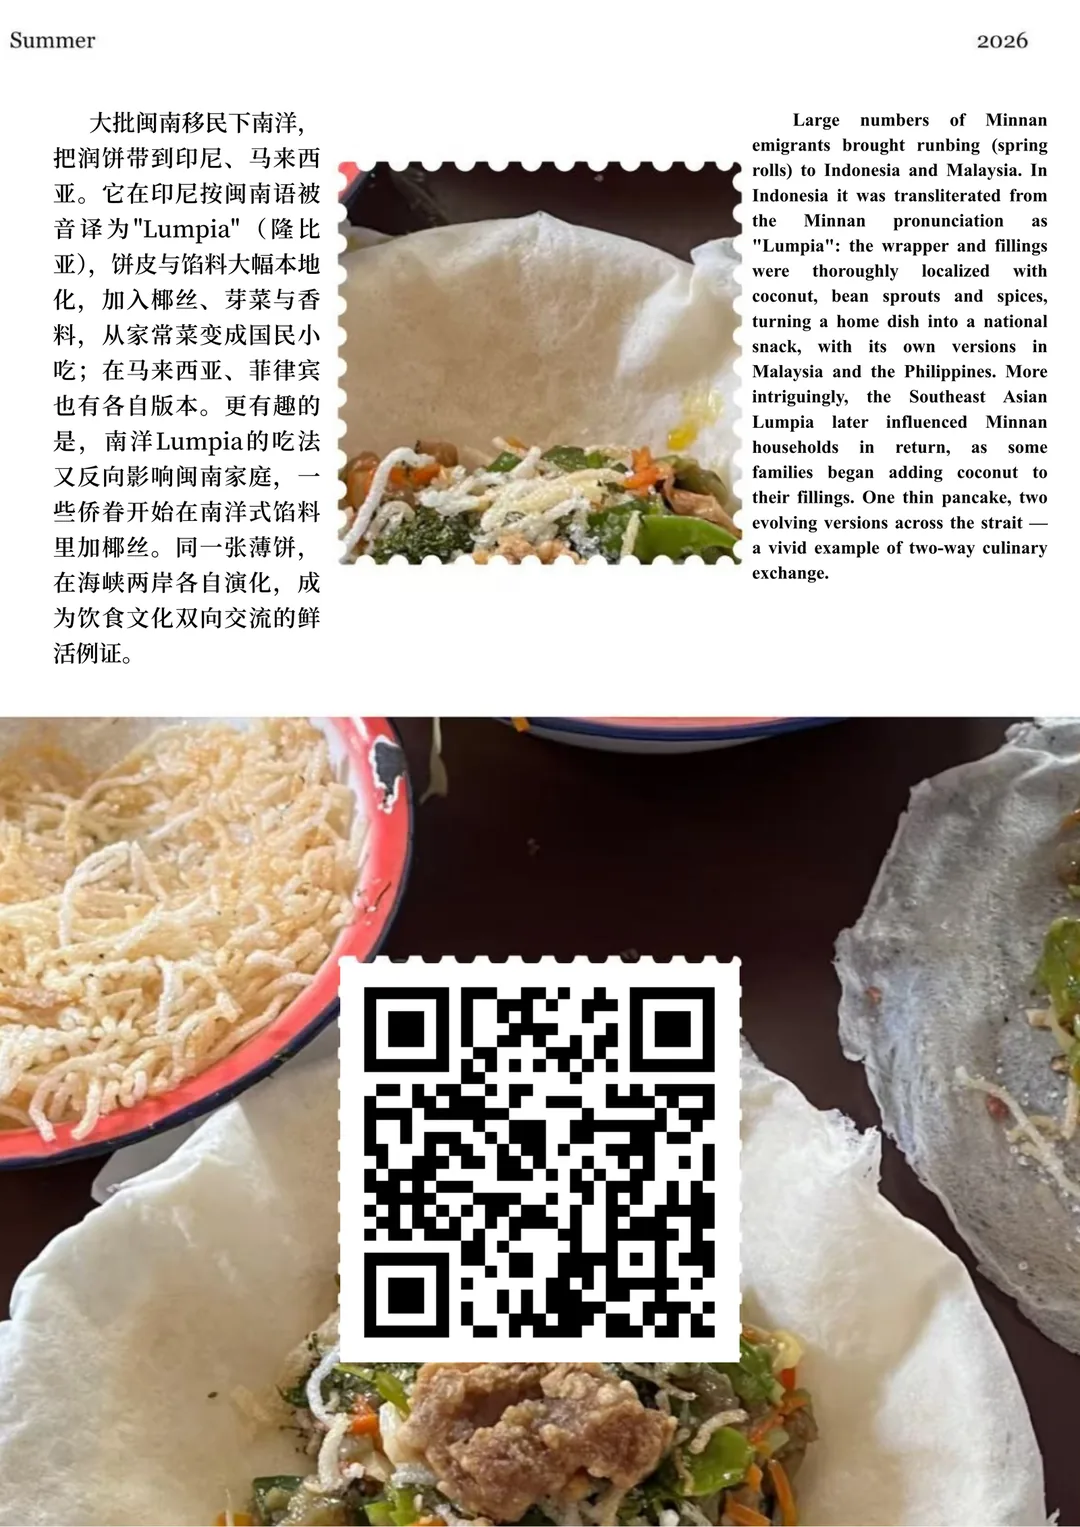 Summer
2026
大批闽南移民下南洋，
把润饼带到印尼、马来西
亚。它在印尼按闽南语被
音译为"Lumpia"（隆比
亚），饼皮与馅料大幅本地
化，加入椰丝、芽菜与香
料，从家常菜变成国民小
吃；在马来西亚、菲律宾
也有各自版本。更有趣的
是，南洋Lumpia的吃法
又反向影响闽南家庭，一
些侨眷开始在南洋式馅料
里加椰丝。同一张薄饼，
在海峡两岸各自演化，成
为饮食文化双向交流的鲜
活例证。
Large numbers of Minnan
emigrants brought runbing (spring
rolls) to Indonesia and Malaysia. In
Indonesia it was transliterated from
the Minnan pronunciation as
"Lumpia": the wrapper and fillings
were thoroughly localized with
coconut, bean sprouts and spices,
turning a home dish into a national
snack, with its own versions in
Malaysia and the Philippines. More
intriguingly, the Southeast Asian
Lumpia later influenced Minnan
households in return, as some
families began adding coconut to
their fillings. One thin pancake, two
evolving versions across the strait —
a vivid example of two-way culinary
exchange.